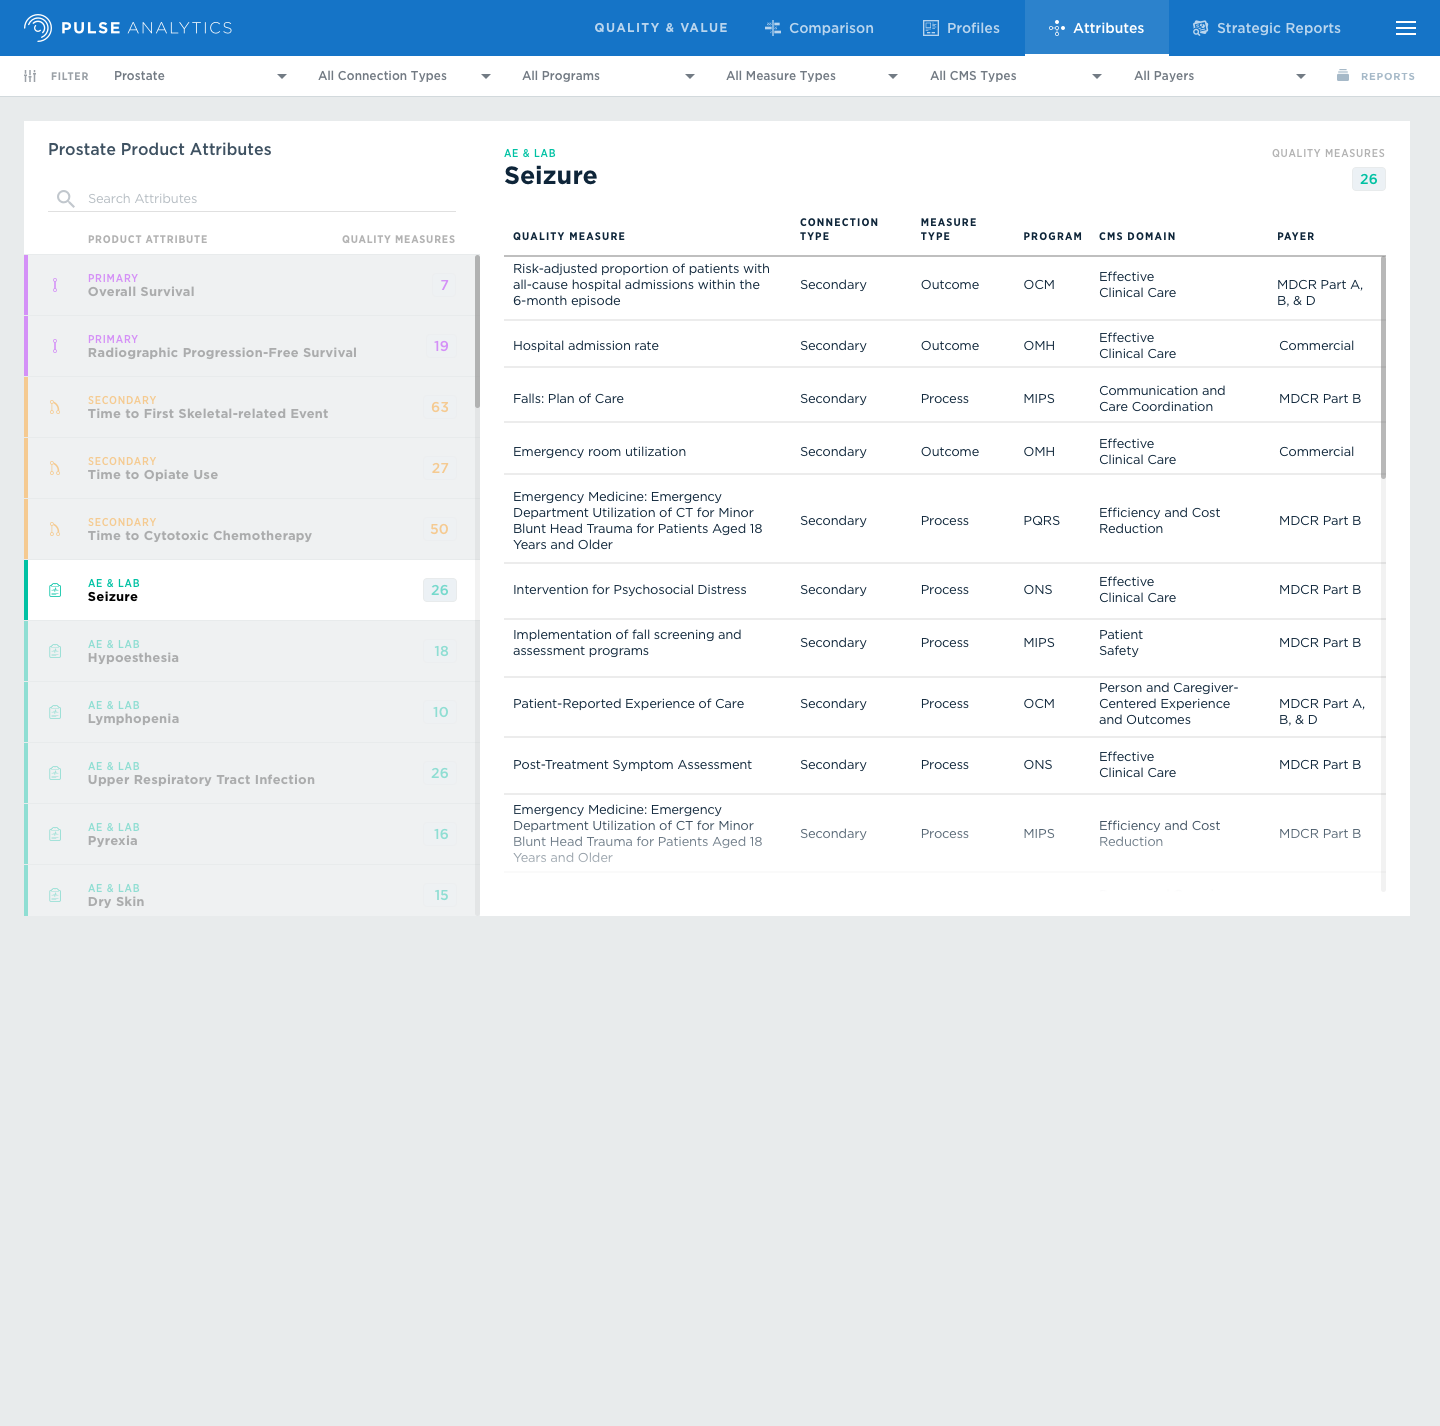 PULSE ANALYTICS
QUALITY & VALUE
Comparison
Profiles
Attributes
Strategic Reports
FILTER
Prostate
All Connection Types
All Programs
All Measure Types
All CMS Types
All Payers
REPORTS
Prostate Product Attributes
Search Attributes
PRODUCT ATTRIBUTE
QUALITY MEASURES
PRIMARY
Overall Survival
7
PRIMARY
Radiographic Progression-Free Survival
19
SECONDARY
Time to First Skeletal-related Event
63
SECONDARY
Time to Opiate Use
27
SECONDARY
Time to Cytotoxic Chemotherapy
50
AE & LAB
Seizure
26
AE & LAB
Hypoesthesia
18
AE & LAB
Lymphopenia
10
AE & LAB
Upper Respiratory Tract Infection
26
AE & LAB
Pyrexia
16
AE & LAB
Dry Skin
15
AE & LAB
Seizure
QUALITY MEASURES
26
QUALITY MEASURE
CONNECTION
TYPE
MEASURE
TYPE
PROGRAM
CMS DOMAIN
PAYER
Risk-adjusted proportion of patients with
all-cause hospital admissions within the
6-month episode
Secondary
Outcome
OCM
Effective
Clinical Care
MDCR Part A,
B, & D
Hospital admission rate
Secondary
Outcome
OMH
Effective
Clinical Care
Commercial
Falls: Plan of Care
Secondary
Process
MIPS
Communication and
Care Coordination
MDCR Part B
Emergency room utilization
Secondary
Outcome
OMH
Effective
Clinical Care
Commercial
Emergency Medicine: Emergency
Department Utilization of CT for Minor
Blunt Head Trauma for Patients Aged 18
Years and Older
Secondary
Process
PQRS
Efficiency and Cost
Reduction
MDCR Part B
Intervention for Psychosocial Distress
Secondary
Process
ONS
Effective
Clinical Care
MDCR Part B
Implementation of fall screening and
assessment programs
Secondary
Process
MIPS
Patient
Safety
MDCR Part B
Patient-Reported Experience of Care
Secondary
Process
OCM
Person and Caregiver-
Centered Experience
and Outcomes
MDCR Part A,
B, & D
Post-Treatment Symptom Assessment
Secondary
Process
ONS
Effective
Clinical Care
MDCR Part B
Emergency Medicine: Emergency
Department Utilization of CT for Minor
Blunt Head Trauma for Patients Aged 18
Years and Older
Secondary
Process
MIPS
Efficiency and Cost
Reduction
MDCR Part B